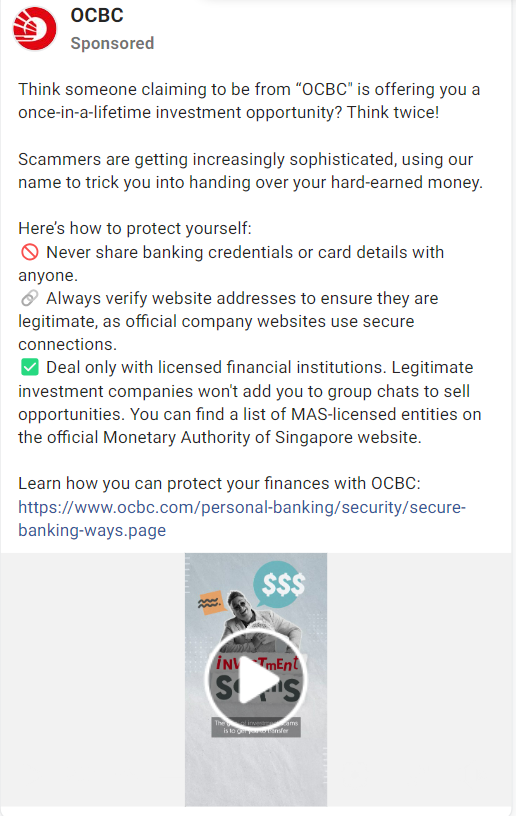 OCBC
Sponsored
Think someone claiming to be from “OCBC" is offering you a
once-in-a-lifetime investment opportunity? Think twice!
Scammers are getting increasingly sophisticated, using our
name to trick you into handing over your hard-earned money.
Here’s how to protect yourself:
🚫 Never share banking credentials or card details with
anyone.
🔗 Always verify website addresses to ensure they are
legitimate, as official company websites use secure
connections.
✅ Deal only with licensed financial institutions. Legitimate
investment companies won't add you to group chats to sell
opportunities. You can find a list of MAS-licensed entities on
the official Monetary Authority of Singapore website.
Learn how you can protect your finances with OCBC:
https://www.ocbc.com/personal-banking/security/secure-
banking-ways.page
$$$
The of investment
is to get you to transfer